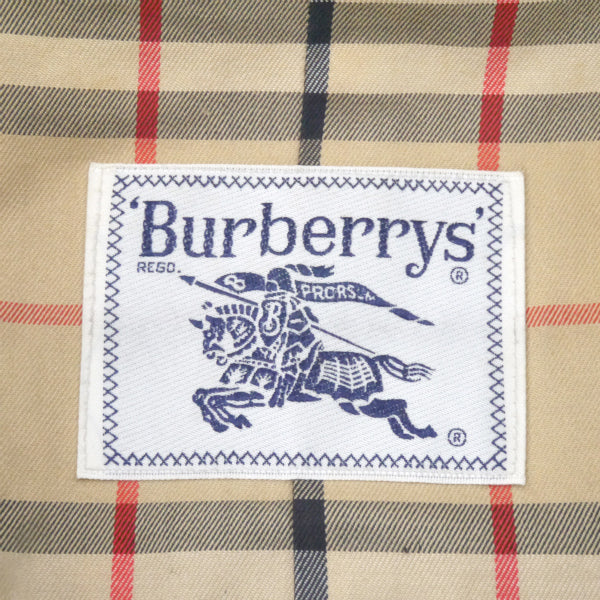 'Burberrys'
REGD. ®
B PRORSUM
B
®